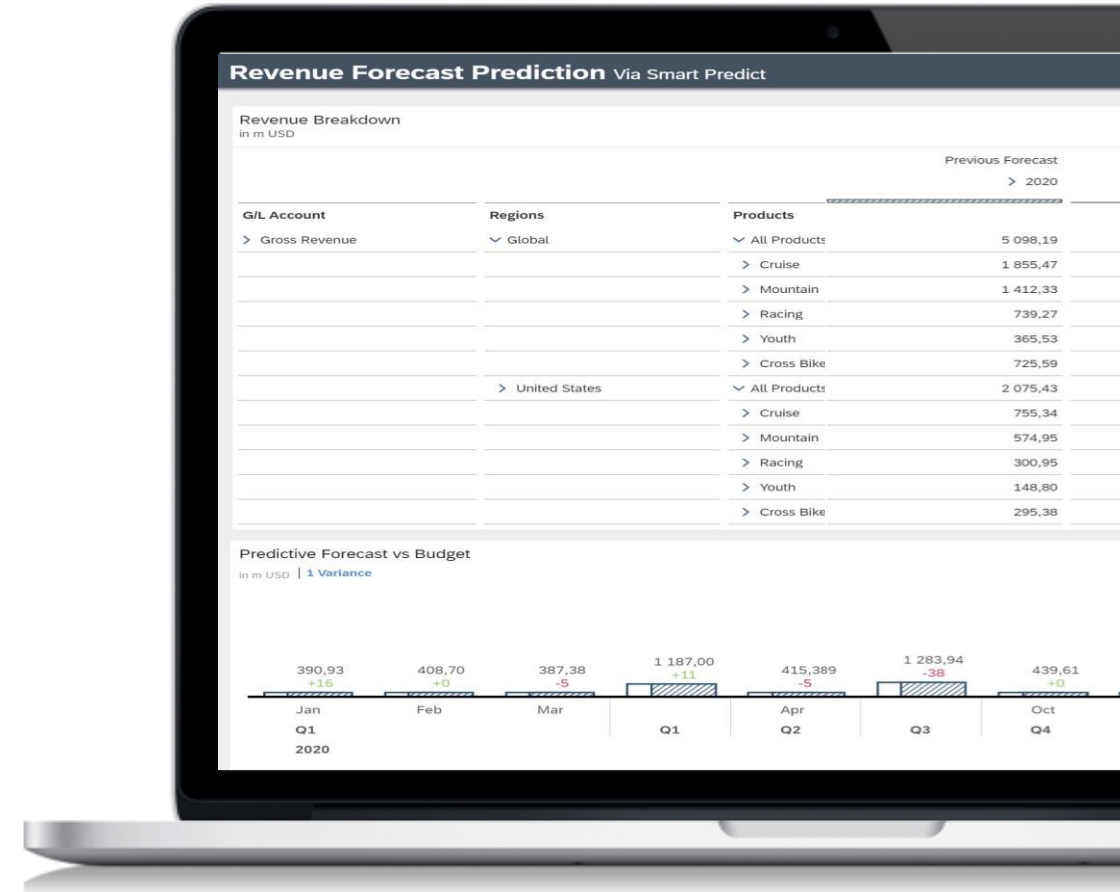 Revenue Forecast Prediction Via Smart Predict
Revenue Breakdown
in m USD
Previous Forecast
> 2020
G/L Account Regions Products
> Gross Revenue ∨ Global ∨ All Products 5 098,19
> Cruise 1 855,47
> Mountain 1 412,33
> Racing 739,27
> Youth 365,53
> Cross Bike 725,59
> United States ∨ All Products 2 075,43
> Cruise 755,34
> Mountain 574,95
> Racing 300,95
> Youth 148,80
> Cross Bike 295,38
Predictive Forecast vs Budget
in m USD | 1 Variance
390,93 408,70 387,38 1 187,00 415,389 1 283,94 439,61
+16 +0 -5 +11 -5 -38 +0
Jan Feb Mar Apr Oct
Q1 Q1 Q2 Q3 Q4
2020